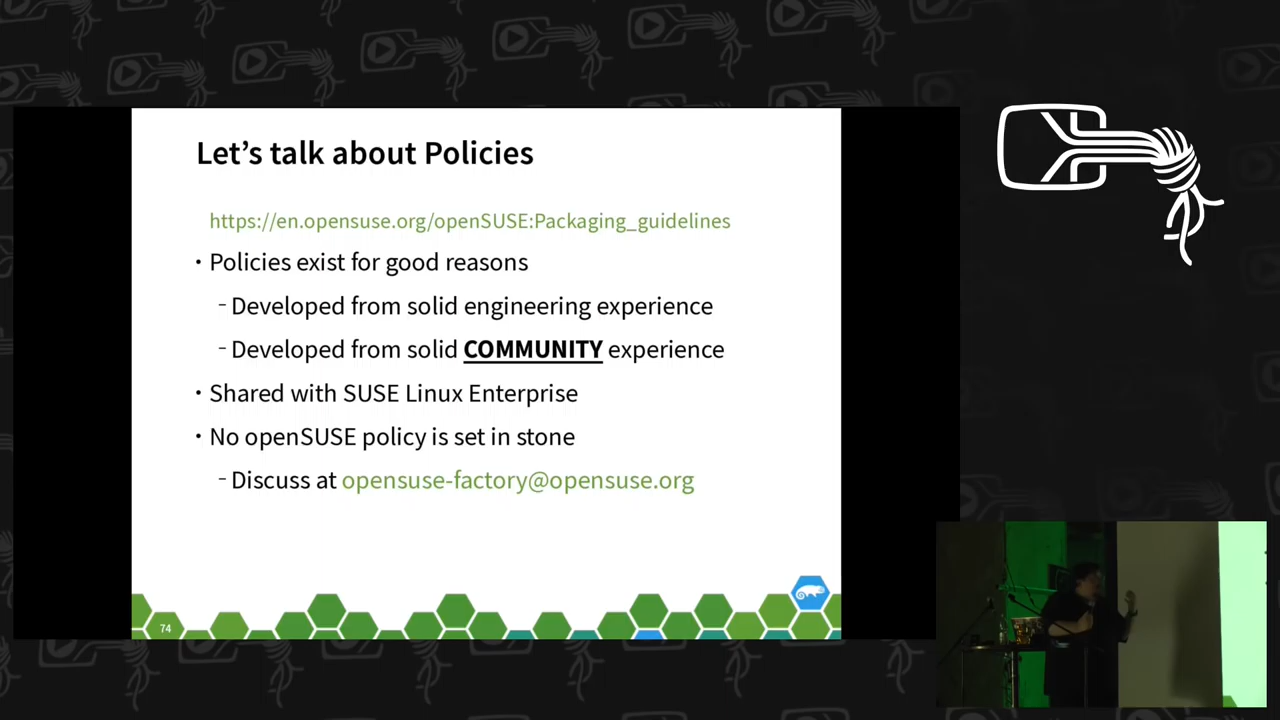 Let's talk about Policies
https://en.opensuse.org/openSUSE:Packaging_guidelines
• Policies exist for good reasons
- Developed from solid engineering experience
- Developed from solid COMMUNITY experience
• Shared with SUSE Linux Enterprise
• No openSUSE policy is set in stone
- Discuss at opensuse-factory@opensuse.org
74